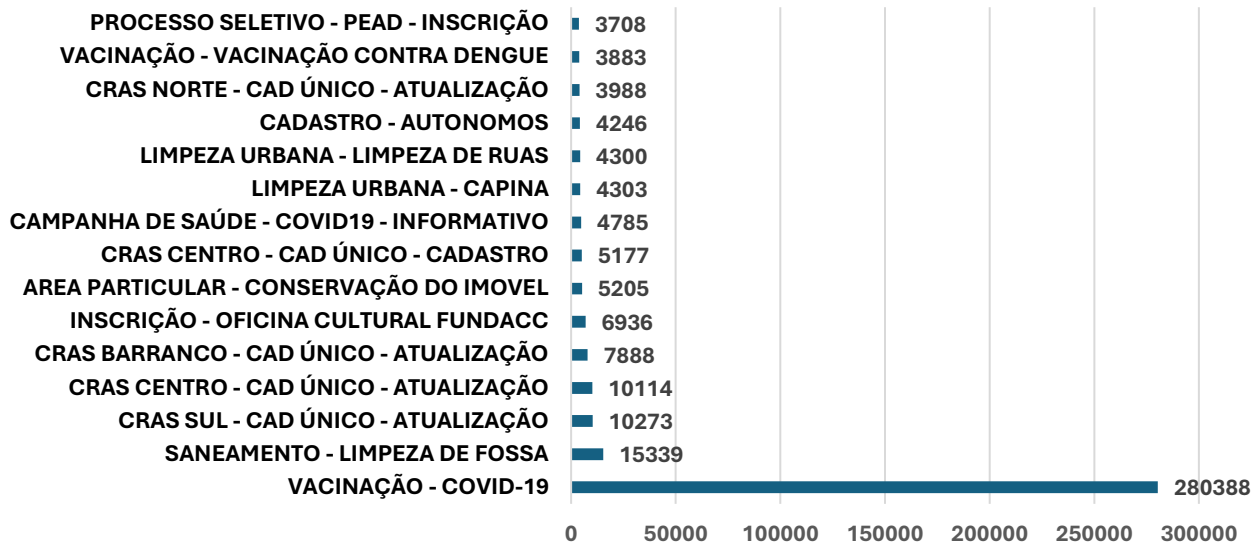 PROCESSO SELETIVO - PEAD - INSCRIÇÃO 3708
VACINAÇÃO - VACINAÇÃO CONTRA DENGUE 3883
CRAS NORTE - CAD ÚNICO - ATUALIZAÇÃO 3988
CADASTRO - AUTONOMOS 4246
LIMPEZA URBANA - LIMPEZA DE RUAS 4300
LIMPEZA URBANA - CAPINA 4303
CAMPANHA DE SAÚDE - COVID19 - INFORMATIVO 4785
CRAS CENTRO - CAD ÚNICO - CADASTRO 5177
AREA PARTICULAR - CONSERVAÇÃO DO IMOVEL 5205
INSCRIÇÃO - OFICINA CULTURAL FUNDACC 6936
CRAS BARRANCO - CAD ÚNICO - ATUALIZAÇÃO 7888
CRAS CENTRO - CAD ÚNICO - ATUALIZAÇÃO 10114
CRAS SUL - CAD ÚNICO - ATUALIZAÇÃO 10273
SANEAMENTO - LIMPEZA DE FOSSA 15339
VACINAÇÃO - COVID-19 280388
0 50000 100000 150000 200000 250000 300000